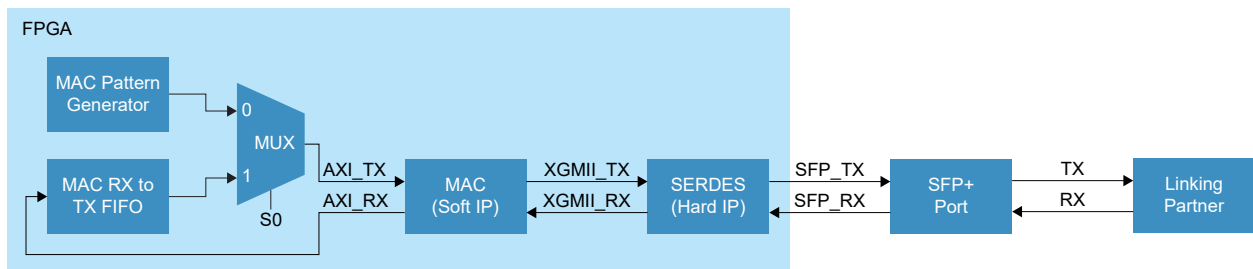 FPGA
MAC Pattern
Generator
0
MUX
1
S0
MAC RX to
TX FIFO
AXI_TX
AXI_RX
MAC
(Soft IP)
XGMII_TX
XGMII_RX
SERDES
(Hard IP)
SFP_TX
SFP_RX
SFP+
Port
TX
RX
Linking
Partner